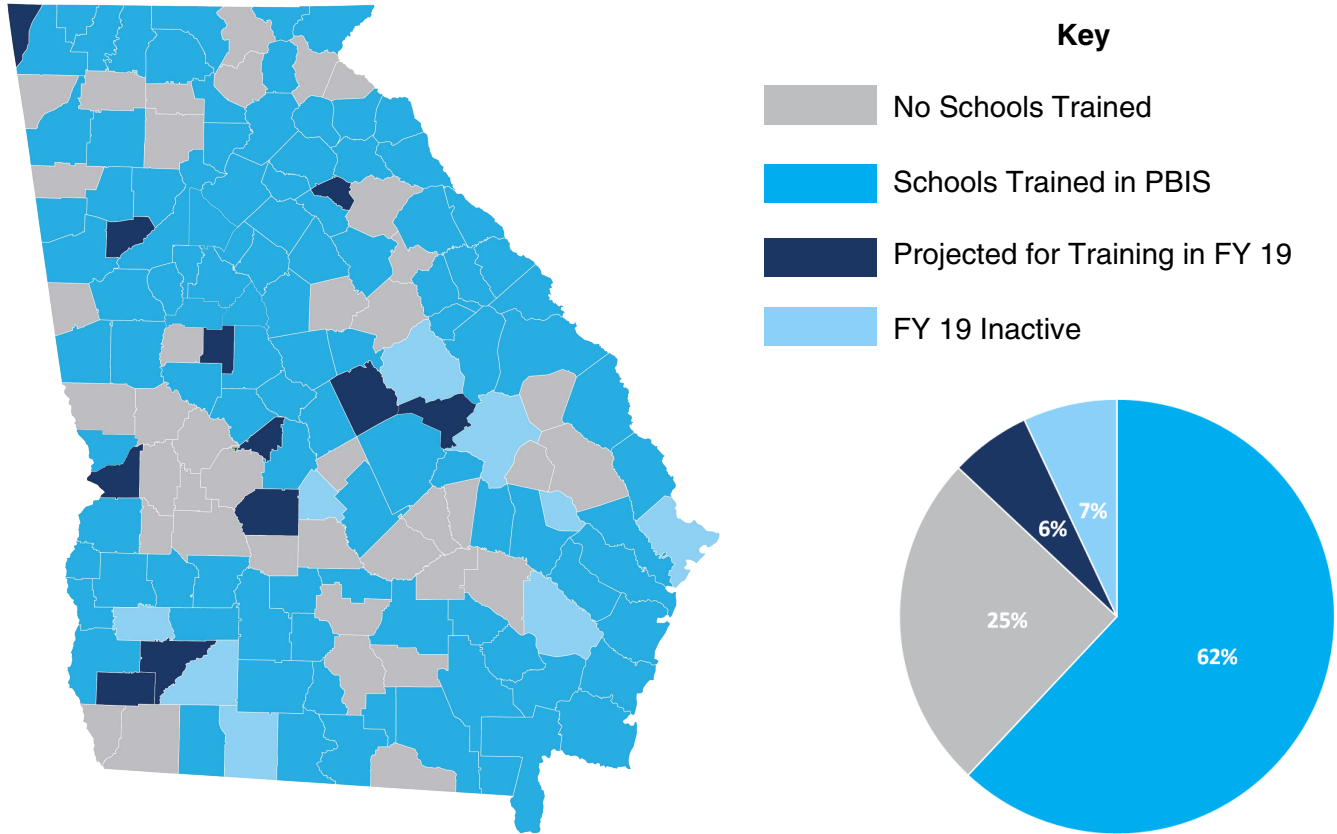 Key
No Schools Trained
Schools Trained in PBIS
Projected for Training in FY 19
FY 19 Inactive
7%
6%
25%
62%